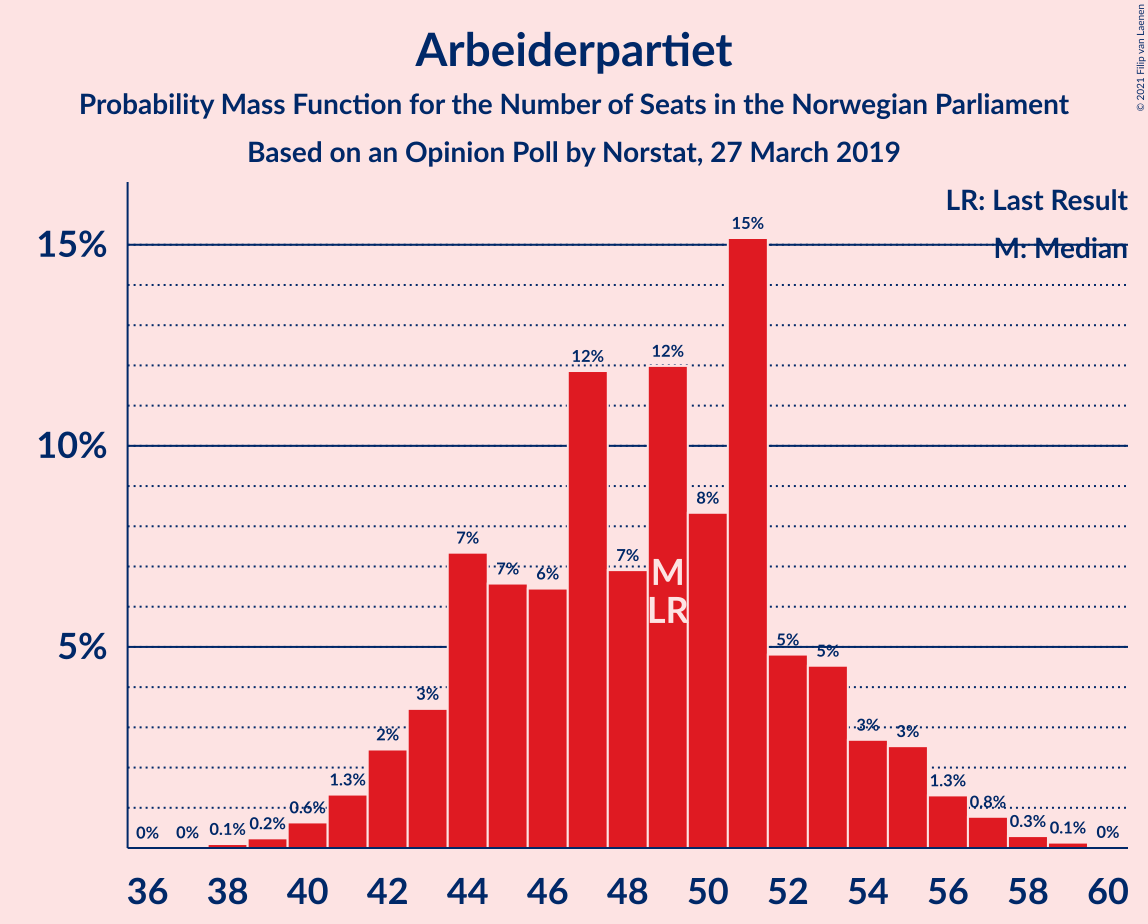 Arbeiderpartiet
Probability Mass Function for the Number of Seats in the Norwegian Parliament
Based on an Opinion Poll by Norstat, 27 March 2019
© 2021 Filip van Laenen
LR: Last Result
M: Median
15%
10%
5%
0% 0% 0.1% 0.2% 0.6% 1.3% 2% 3% 7% 7% 6% 12% 7% 12% 8% 15% 5% 5% 3% 3% 1.3% 0.8% 0.3% 0.1% 0%
M
LR
36 38 40 42 44 46 48 50 52 54 56 58 60